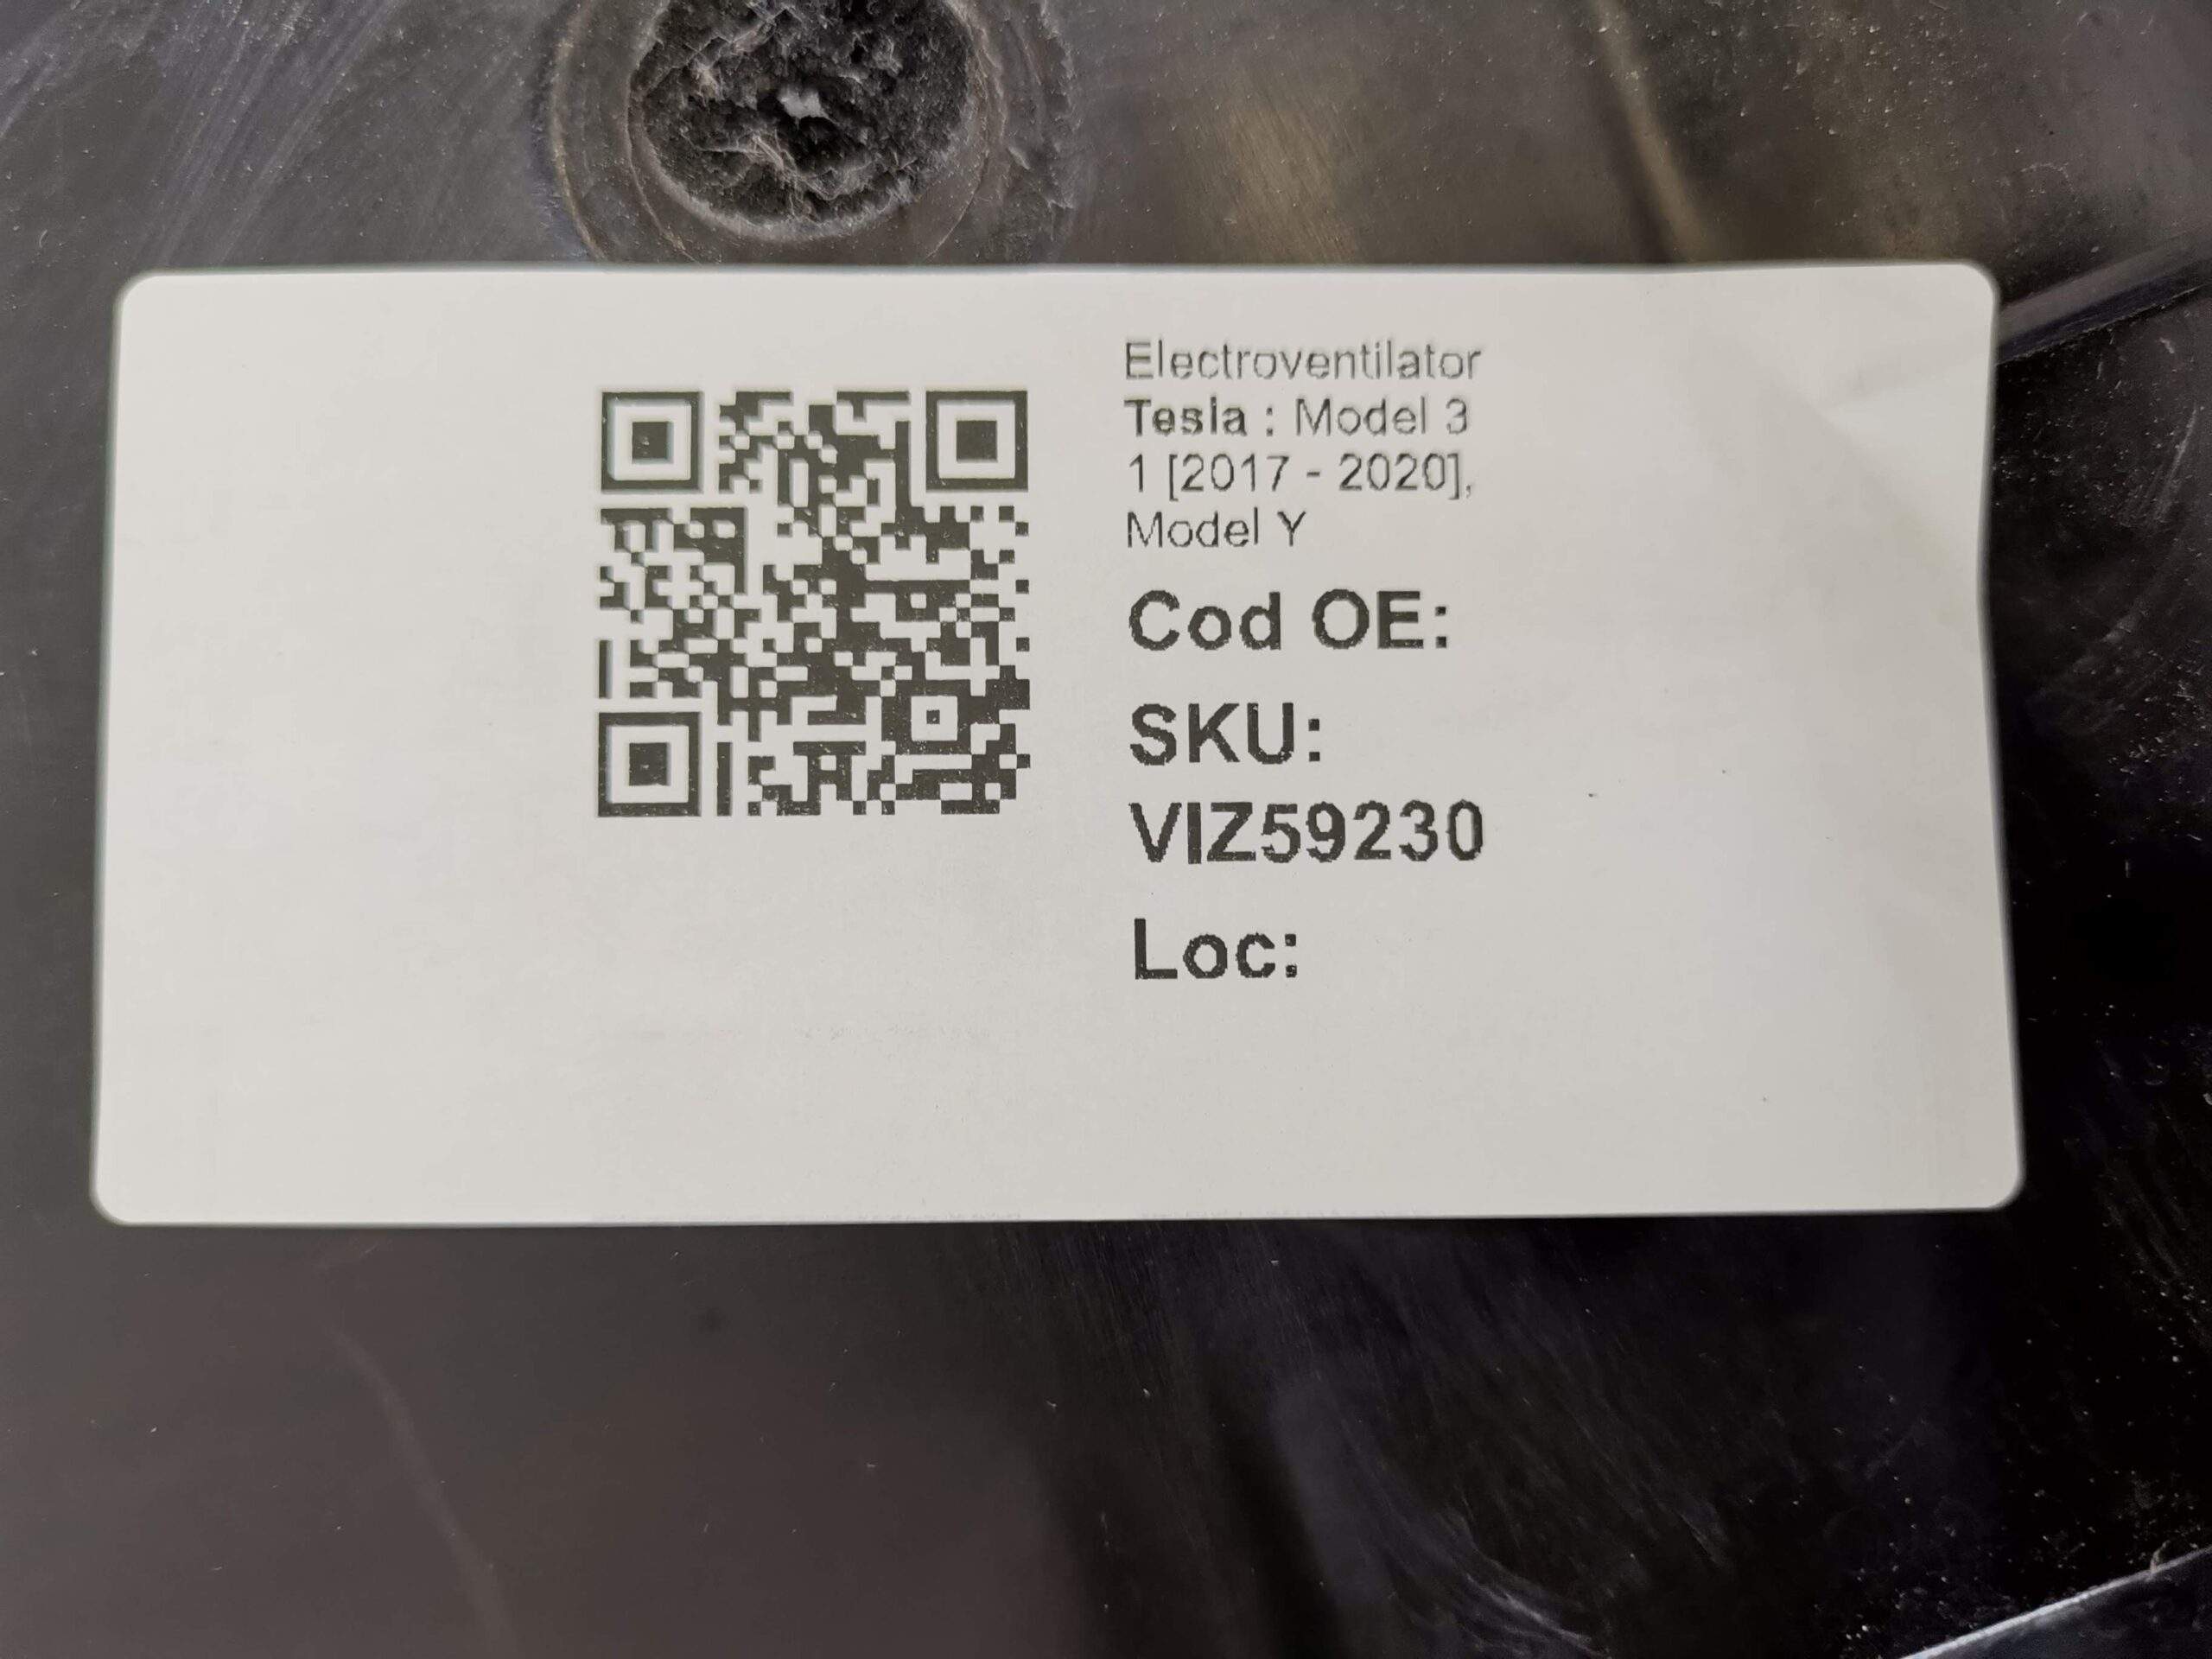 Electroventilator
Tesla : Model 3
1 [2017 - 2020],
Model Y
Cod OE:
SKU:
VIZ59230
Loc: